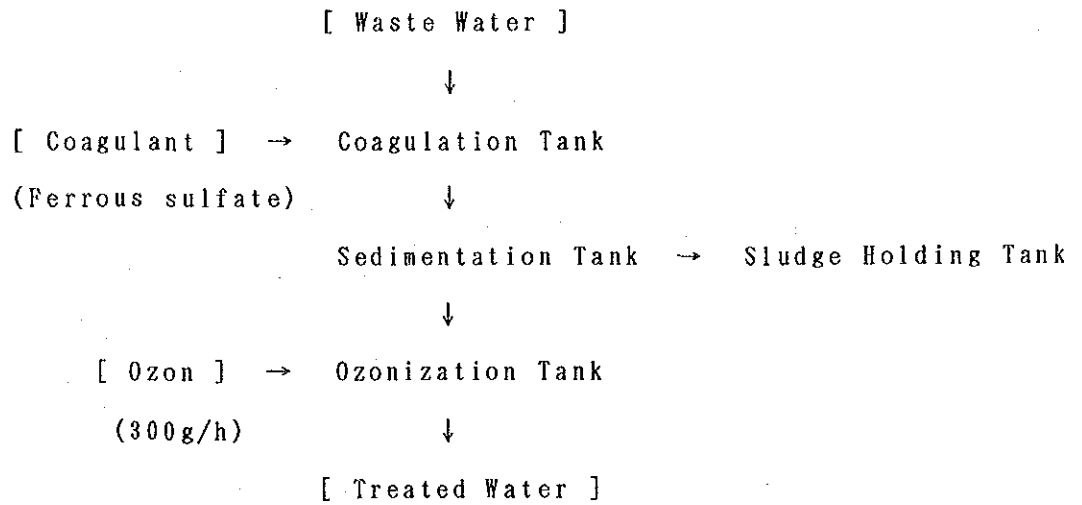 [ Waste Water ]
↓
[ Coagulant ] → Coagulation Tank
(Ferrous sulfate) ↓
Sedimentation Tank → Sludge Holding Tank
↓
[ Ozon ] → Ozonization Tank
(300g/h) ↓
[ Treated Water ]